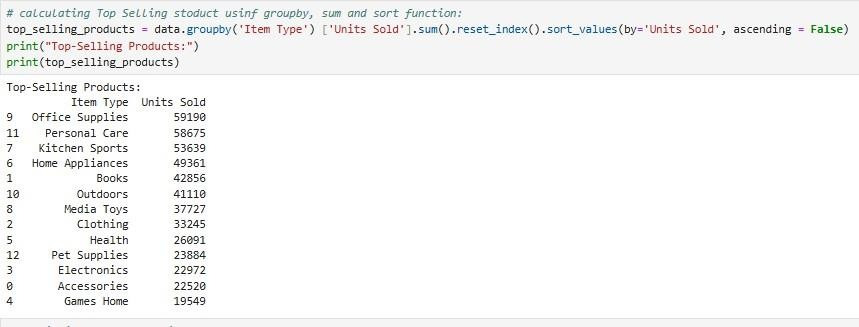 # calculating Top Selling stoduct usinf groupby, sum and sort function:
top_selling_products = data.groupby('Item Type') ['Units Sold'].sum().reset_index().sort_values(by='Units Sold', ascending = False)
print("Top-Selling Products:")
print(top_selling_products)
Top-Selling Products:
Item Type Units Sold
9 Office Supplies 59190
11 Personal Care 58675
7 Kitchen Sports 53639
6 Home Appliances 49361
1 Books 42856
10 Outdoors 41110
8 Media Toys 37727
2 Clothing 33245
5 Health 26091
12 Pet Supplies 23884
3 Electronics 22972
0 Accessories 22520
4 Games Home 19549